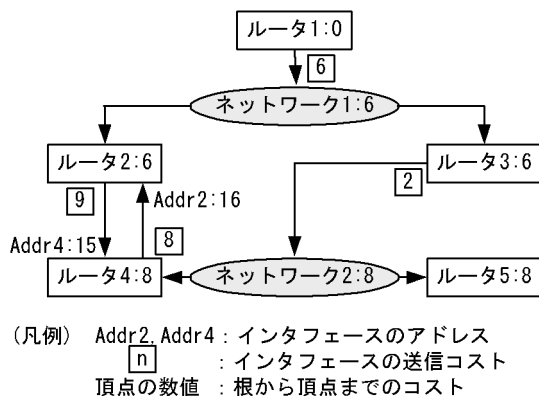 ルータ1:0
6
ネットワーク1:6
ルータ2:6
ルータ3:6
9
2
Addr2:16
Addr4:15
8
ルータ4:8
ネットワーク2:8
ルータ5:8
(凡例) Addr2,Addr4 : インタフェースのアドレス
n : インタフェースの送信コスト
頂点の数値 : 根から頂点までのコスト